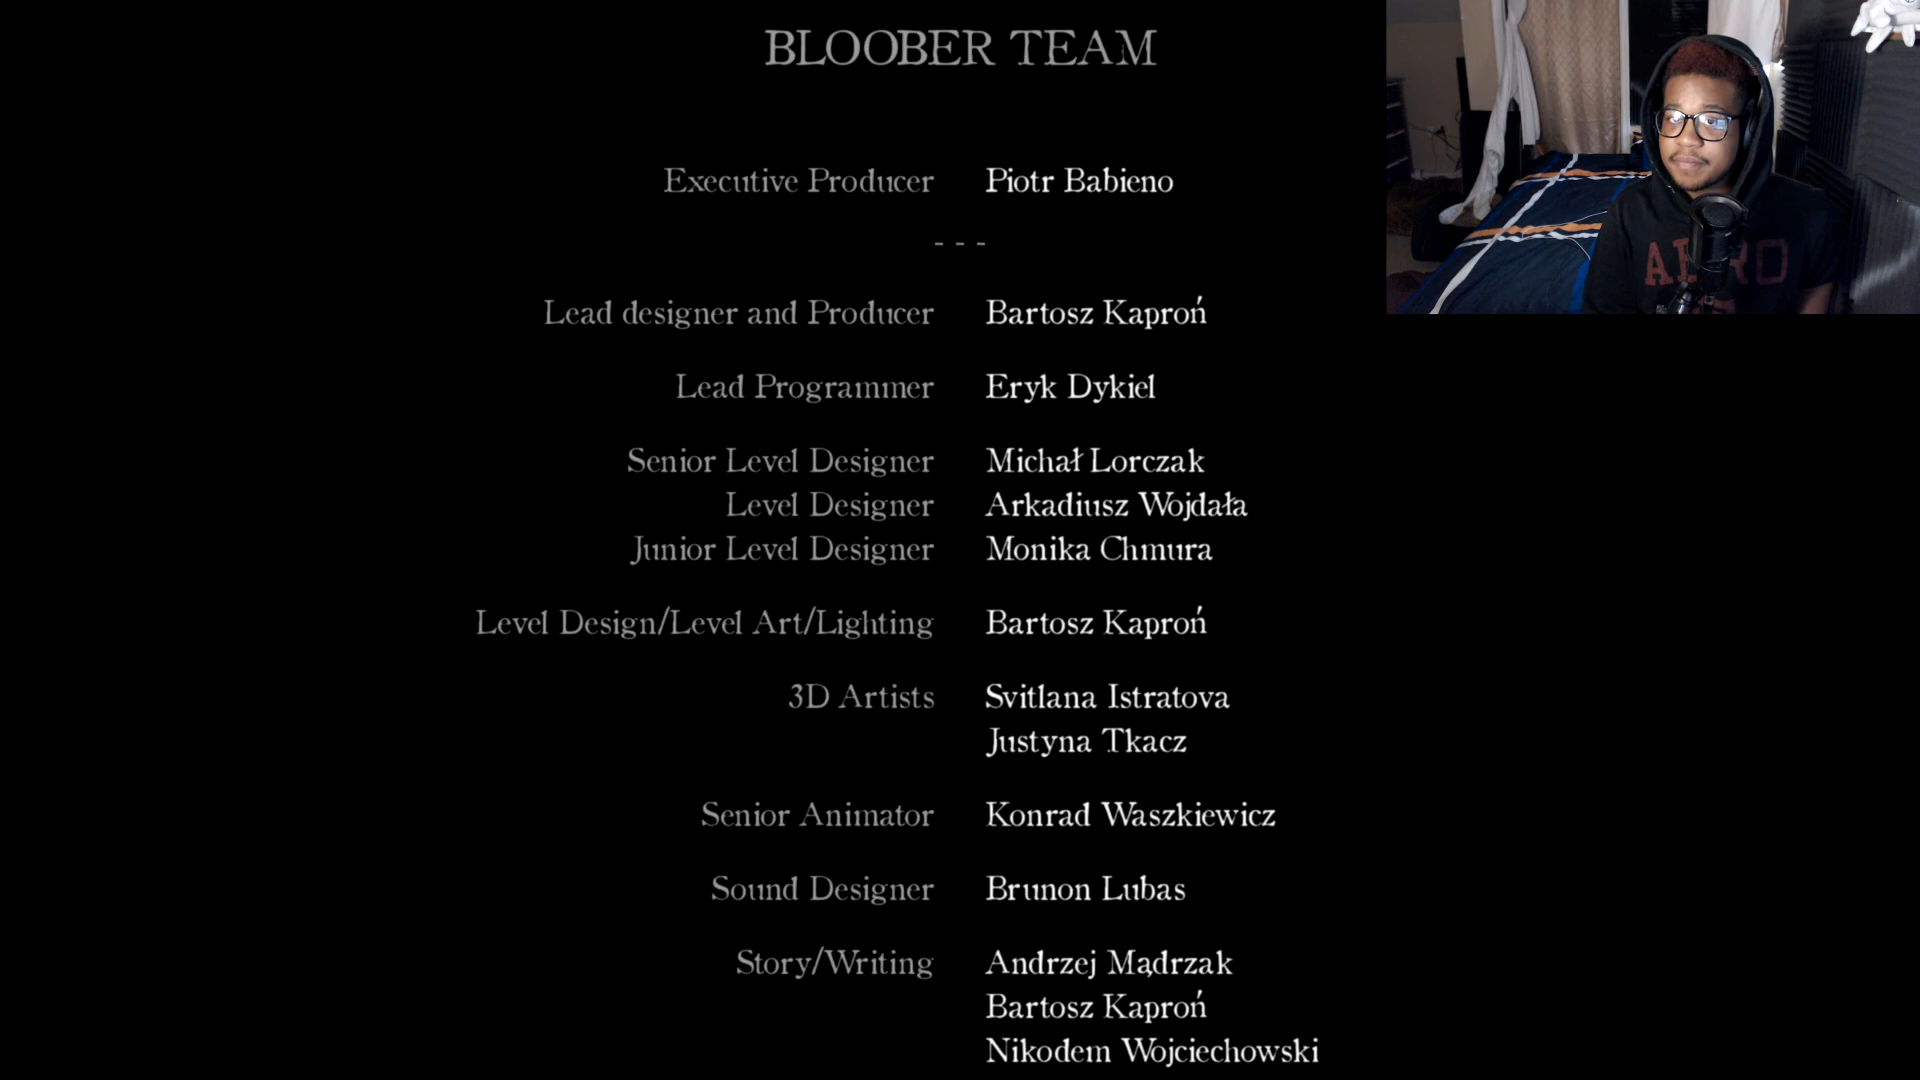 BLOOBER TEAM
Executive Producer Piotr Babieno
- - -
Lead designer and Producer Bartosz Kaproń
Lead Programmer Eryk Dykiel
Senior Level Designer Michał Lorczak
Level Designer Arkadiusz Wojdała
Junior Level Designer Monika Chmura
Level Design/Level Art/Lighting Bartosz Kaproń
3D Artists Svitlana Istratova
Justyna Tkacz
Senior Animator Konrad Waszkiewicz
Sound Designer Brunon Lubas
Story/Writing Andrzej Mądrzak
Bartosz Kaproń
Nikodem Wojciechowski